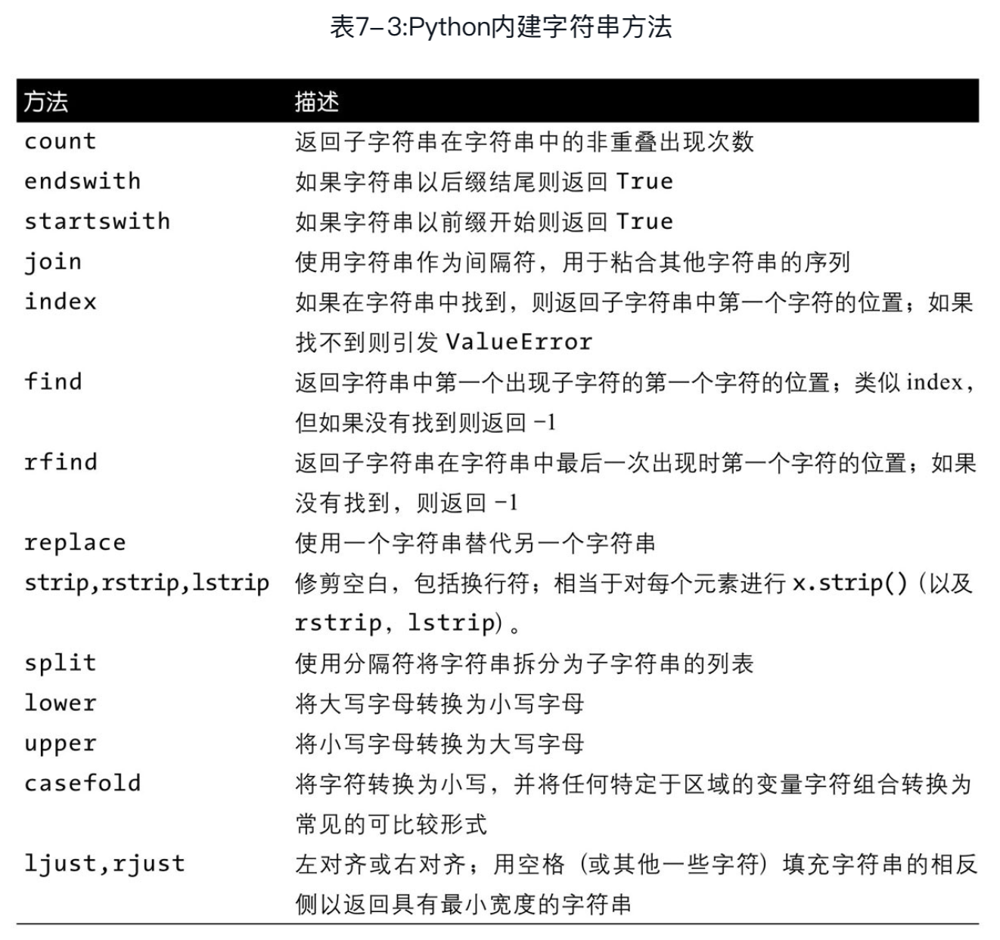 表7-3:Python内建字符串方法
方法 描述
count 返回子字符串在字符串中的非重叠出现次数
endswith 如果字符串以后缀结尾则返回 True
startswith 如果字符串以前缀开始则返回 True
join 使用字符串作为间隔符，用于粘合其他字符串的序列
index 如果在字符串中找到，则返回子字符串中第一个字符的位置；如果
找不到则引发 ValueError
find 返回字符串中第一个出现子字符的第一个字符的位置；类似 index，
但如果没有找到则返回 -1
rfind 返回子字符串在字符串中最后一次出现时第一个字符的位置；如果
没有找到，则返回 -1
replace 使用一个字符串替代另一个字符串
strip,rstrip,lstrip 修剪空白，包括换行符；相当于对每个元素进行 x.strip()（以及
rstrip，lstrip）。
split 使用分隔符将字符串拆分为子字符串的列表
lower 将大写字母转换为小写字母
upper 将小写字母转换为大写字母
casefold 将字符转换为小写，并将任何特定于区域的变量字符组合转换为
常见的可比较形式
ljust,rjust 左对齐或右对齐；用空格（或其他一些字符）填充字符串的相反
侧以返回具有最小宽度的字符串